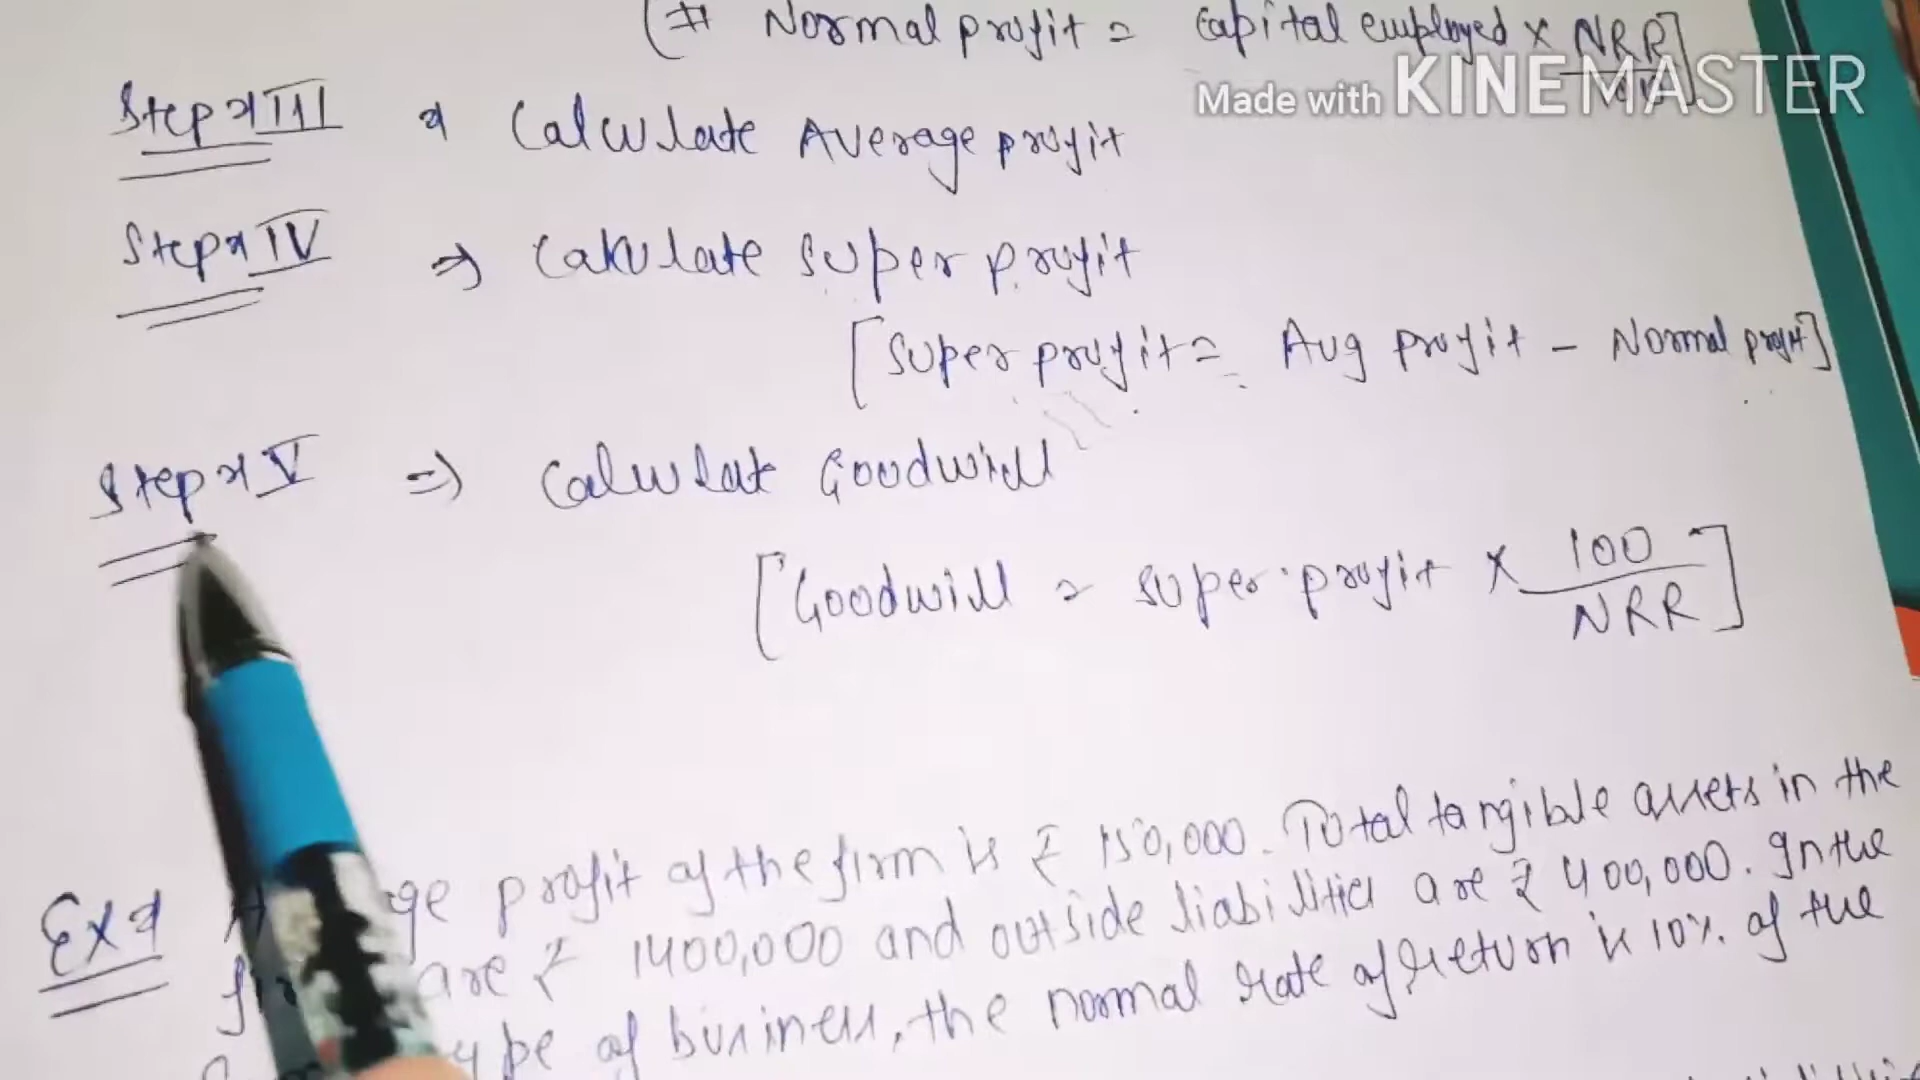 (# Normal profit = Capital employed × NRR/100]
Made with KINEMASTER
Step III Calculate Average profit
Step IV ⇒ Calculate Super profit
[Super profit = Avg profit - Normal profit]
Step V ⇒ Calculat Goodwill
[Goodwill = super profit × 100/NRR]
Ex profit of the firm is ₹ 150,000. Total tangible assets in the
are ₹ 1400,000 and outside liabilities are ₹ 400,000. In the
of business, the normal rate of return is 10% of the